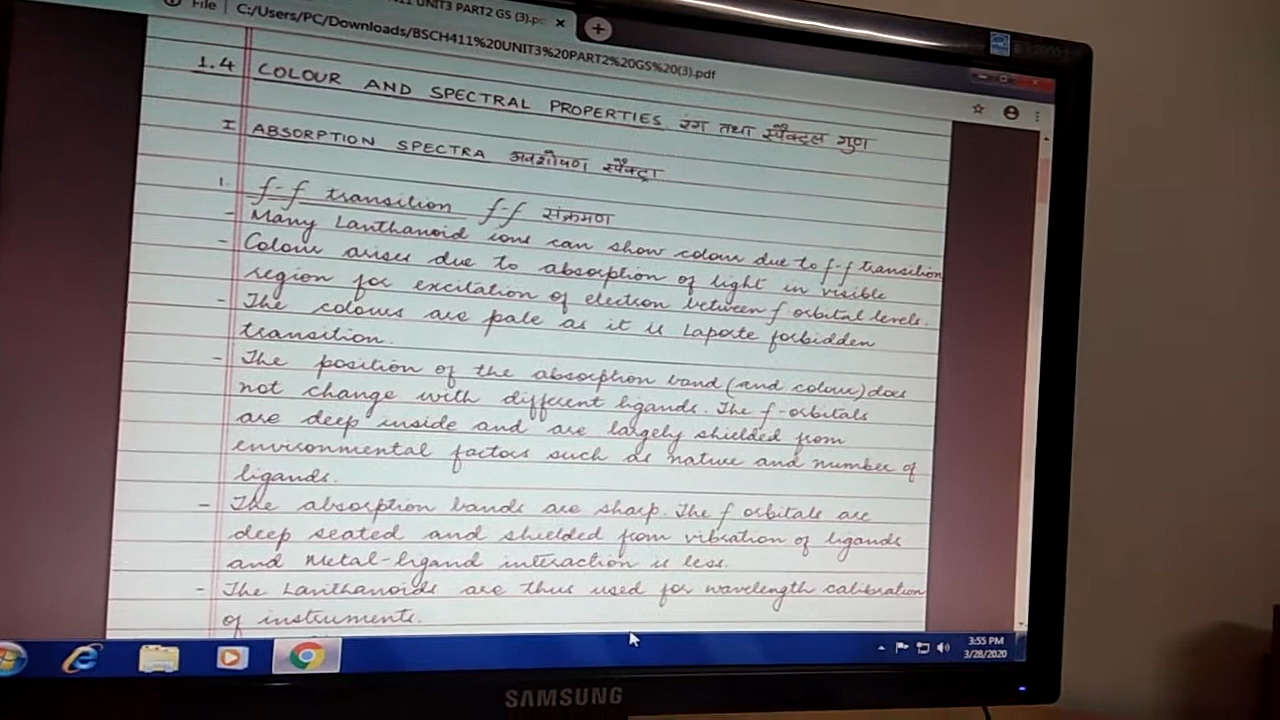 UNIT3 PART2 GS (3).pc
File C:/Users/PC/Downloads/BSCH411%20UNIT3%20PART2%20GS%20(3).pdf
1.4 COLOUR AND SPECTRAL PROPERTIES रंग तथा स्पैक्ट्रल गुण
I ABSORPTION SPECTRA अवशोषण स्पैक्ट्रा
1. f-f transition f-f संक्रमण
- Many Lanthanoid ions can show colour due to f-f transition
- Colour arises due to absorption of light in visible
region for excitation of electron between f orbital levels.
- The colours are pale as it is Laporte forbidden
transition.
- The position of the absorption band (and colour) does
not change with different ligands. The f-orbitals
are deep inside and are largely shielded from
environmental factors such as nature and number of
ligands.
- The absorption bands are sharp. The f orbitals are
deep seated and shielded from vibration of ligands
and Metal-ligand interaction is less.
- The Lanthanoids are thus used for wavelength calibration
of instruments.
3:55 PM
3/28/2020
SAMSUNG